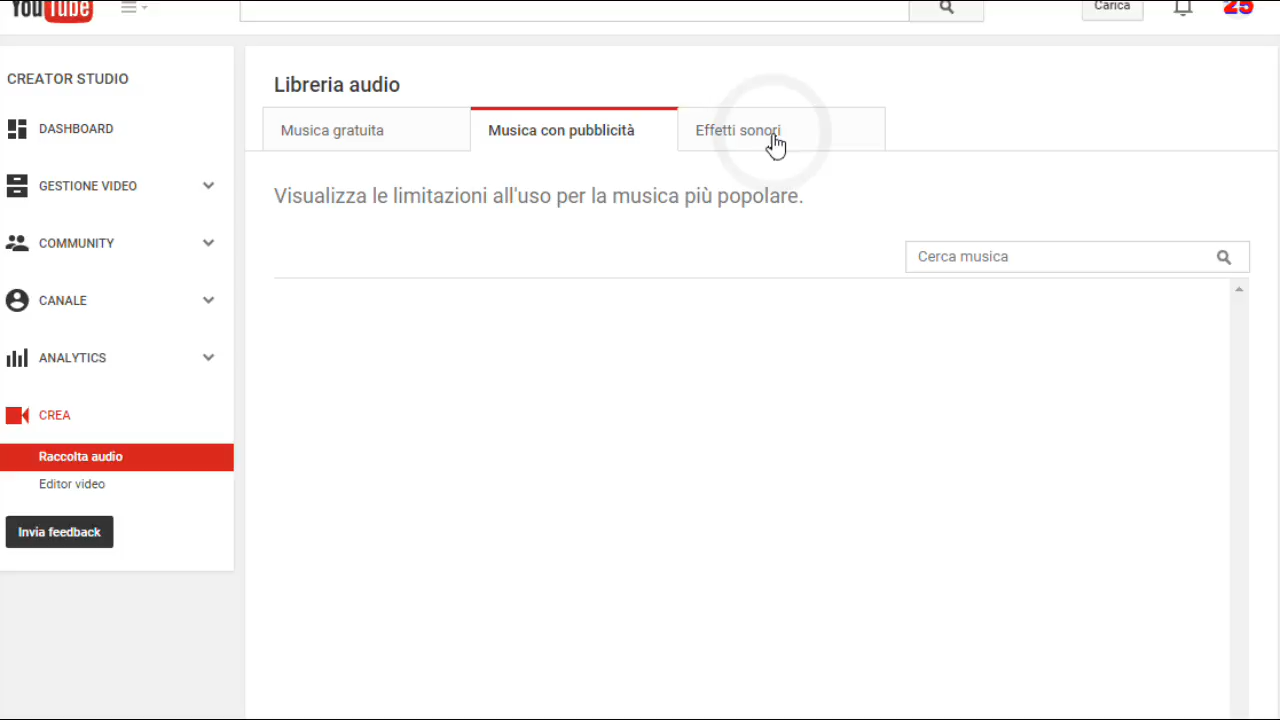 YouTube
Carica
25
CREATOR STUDIO
DASHBOARD
GESTIONE VIDEO
COMMUNITY
CANALE
ANALYTICS
CREA
Raccolta audio
Editor video
Invia feedback
Libreria audio
Musica gratuita
Musica con pubblicità
Effetti sonori
Visualizza le limitazioni all'uso per la musica più popolare.
Cerca musica